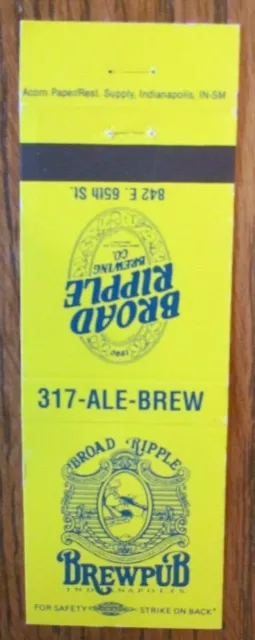 Acorn Paper/Rest. Supply, Indianapolis, IN-SM
842 E. 65th St.
BROAD
RIPPLE
BREWING
CO.
1990
317-ALE-BREW
BROAD RIPPLE
BREWPUB
INDIANAPOLIS
FOR SAFETY STRIKE ON BACK